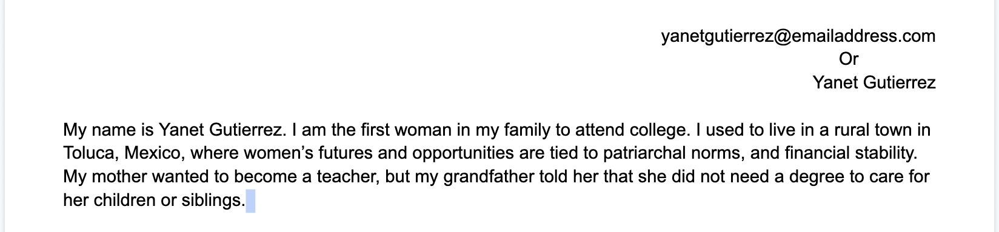 yanetgutierrez@emailaddress.com
Or
Yanet Gutierrez
My name is Yanet Gutierrez. I am the first woman in my family to attend college. I used to live in a rural town in
Toluca, Mexico, where women’s futures and opportunities are tied to patriarchal norms, and financial stability.
My mother wanted to become a teacher, but my grandfather told her that she did not need a degree to care for
her children or siblings.